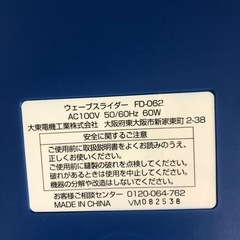 ウェーブスライダー FD-062
AC100V 50/60Hz 60W
大東電機工業株式会社 大阪府東大阪市新家東町2-38
安全に関するご注意
ご使用前に取扱説明書をよくお読みのうえで、
正しくお使いください。
ご使用前に縫製の破れを点検してください。
破れがあるときは使用を中止してください。
機器の分解や改造はしないでください。
お客様ご相談センター 0120-064-762
MADE IN CHINA VM082538